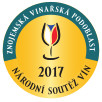 ZNOJEMSKÁ VINAŘSKÁ PODOBLAST
2017
NÁRODNÍ SOUTĚŽ VÍN